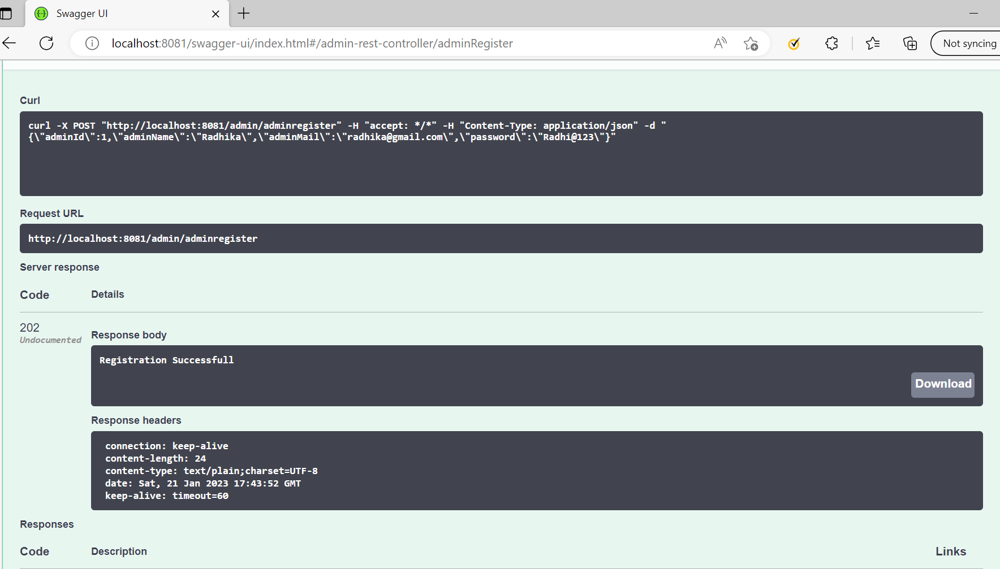 Swagger UI
localhost:8081/swagger-ui/index.html#/admin-rest-controller/adminRegister
Not syncing
Curl
curl -X POST "http://localhost:8081/admin/adminregister" -H "accept: */*" -H "Content-Type: application/json" -d "
{\"adminId\":1,\"adminName\":\"Radhika\",\"adminMail\":\"radhika@gmail.com\",\"password\":\"Radhi@123\"}"
Request URL
http://localhost:8081/admin/adminregister
Server response
Code Details
202
Undocumented
Response body
Registration Successfull
Download
Response headers
connection: keep-alive
content-length: 24
content-type: text/plain;charset=UTF-8
date: Sat, 21 Jan 2023 17:43:52 GMT
keep-alive: timeout=60
Responses
Code Description Links